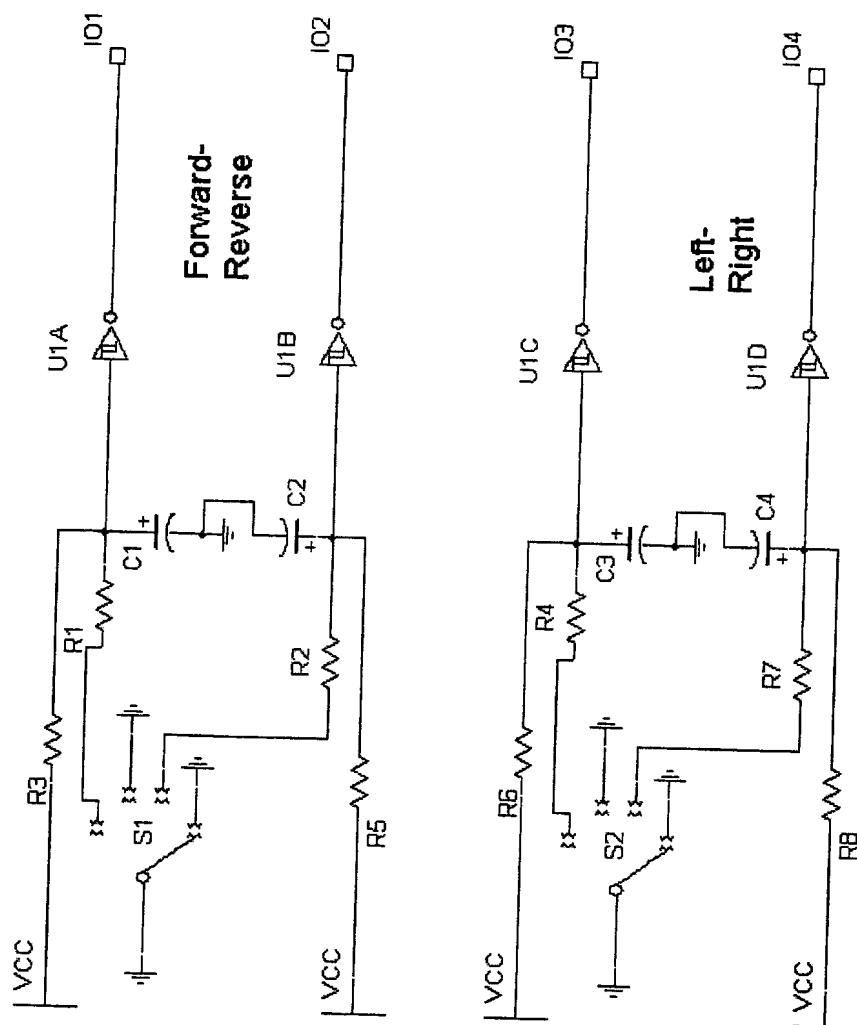 IO1
IO2
U1A
Forward-
Reverse
U1B
C1
C2
R1
R2
R3
S1
R5
VCC
VCC
IO3
IO4
U1C
Left-
Right
U1D
C3
C4
R4
R7
R6
S2
R8
VCC
VCC